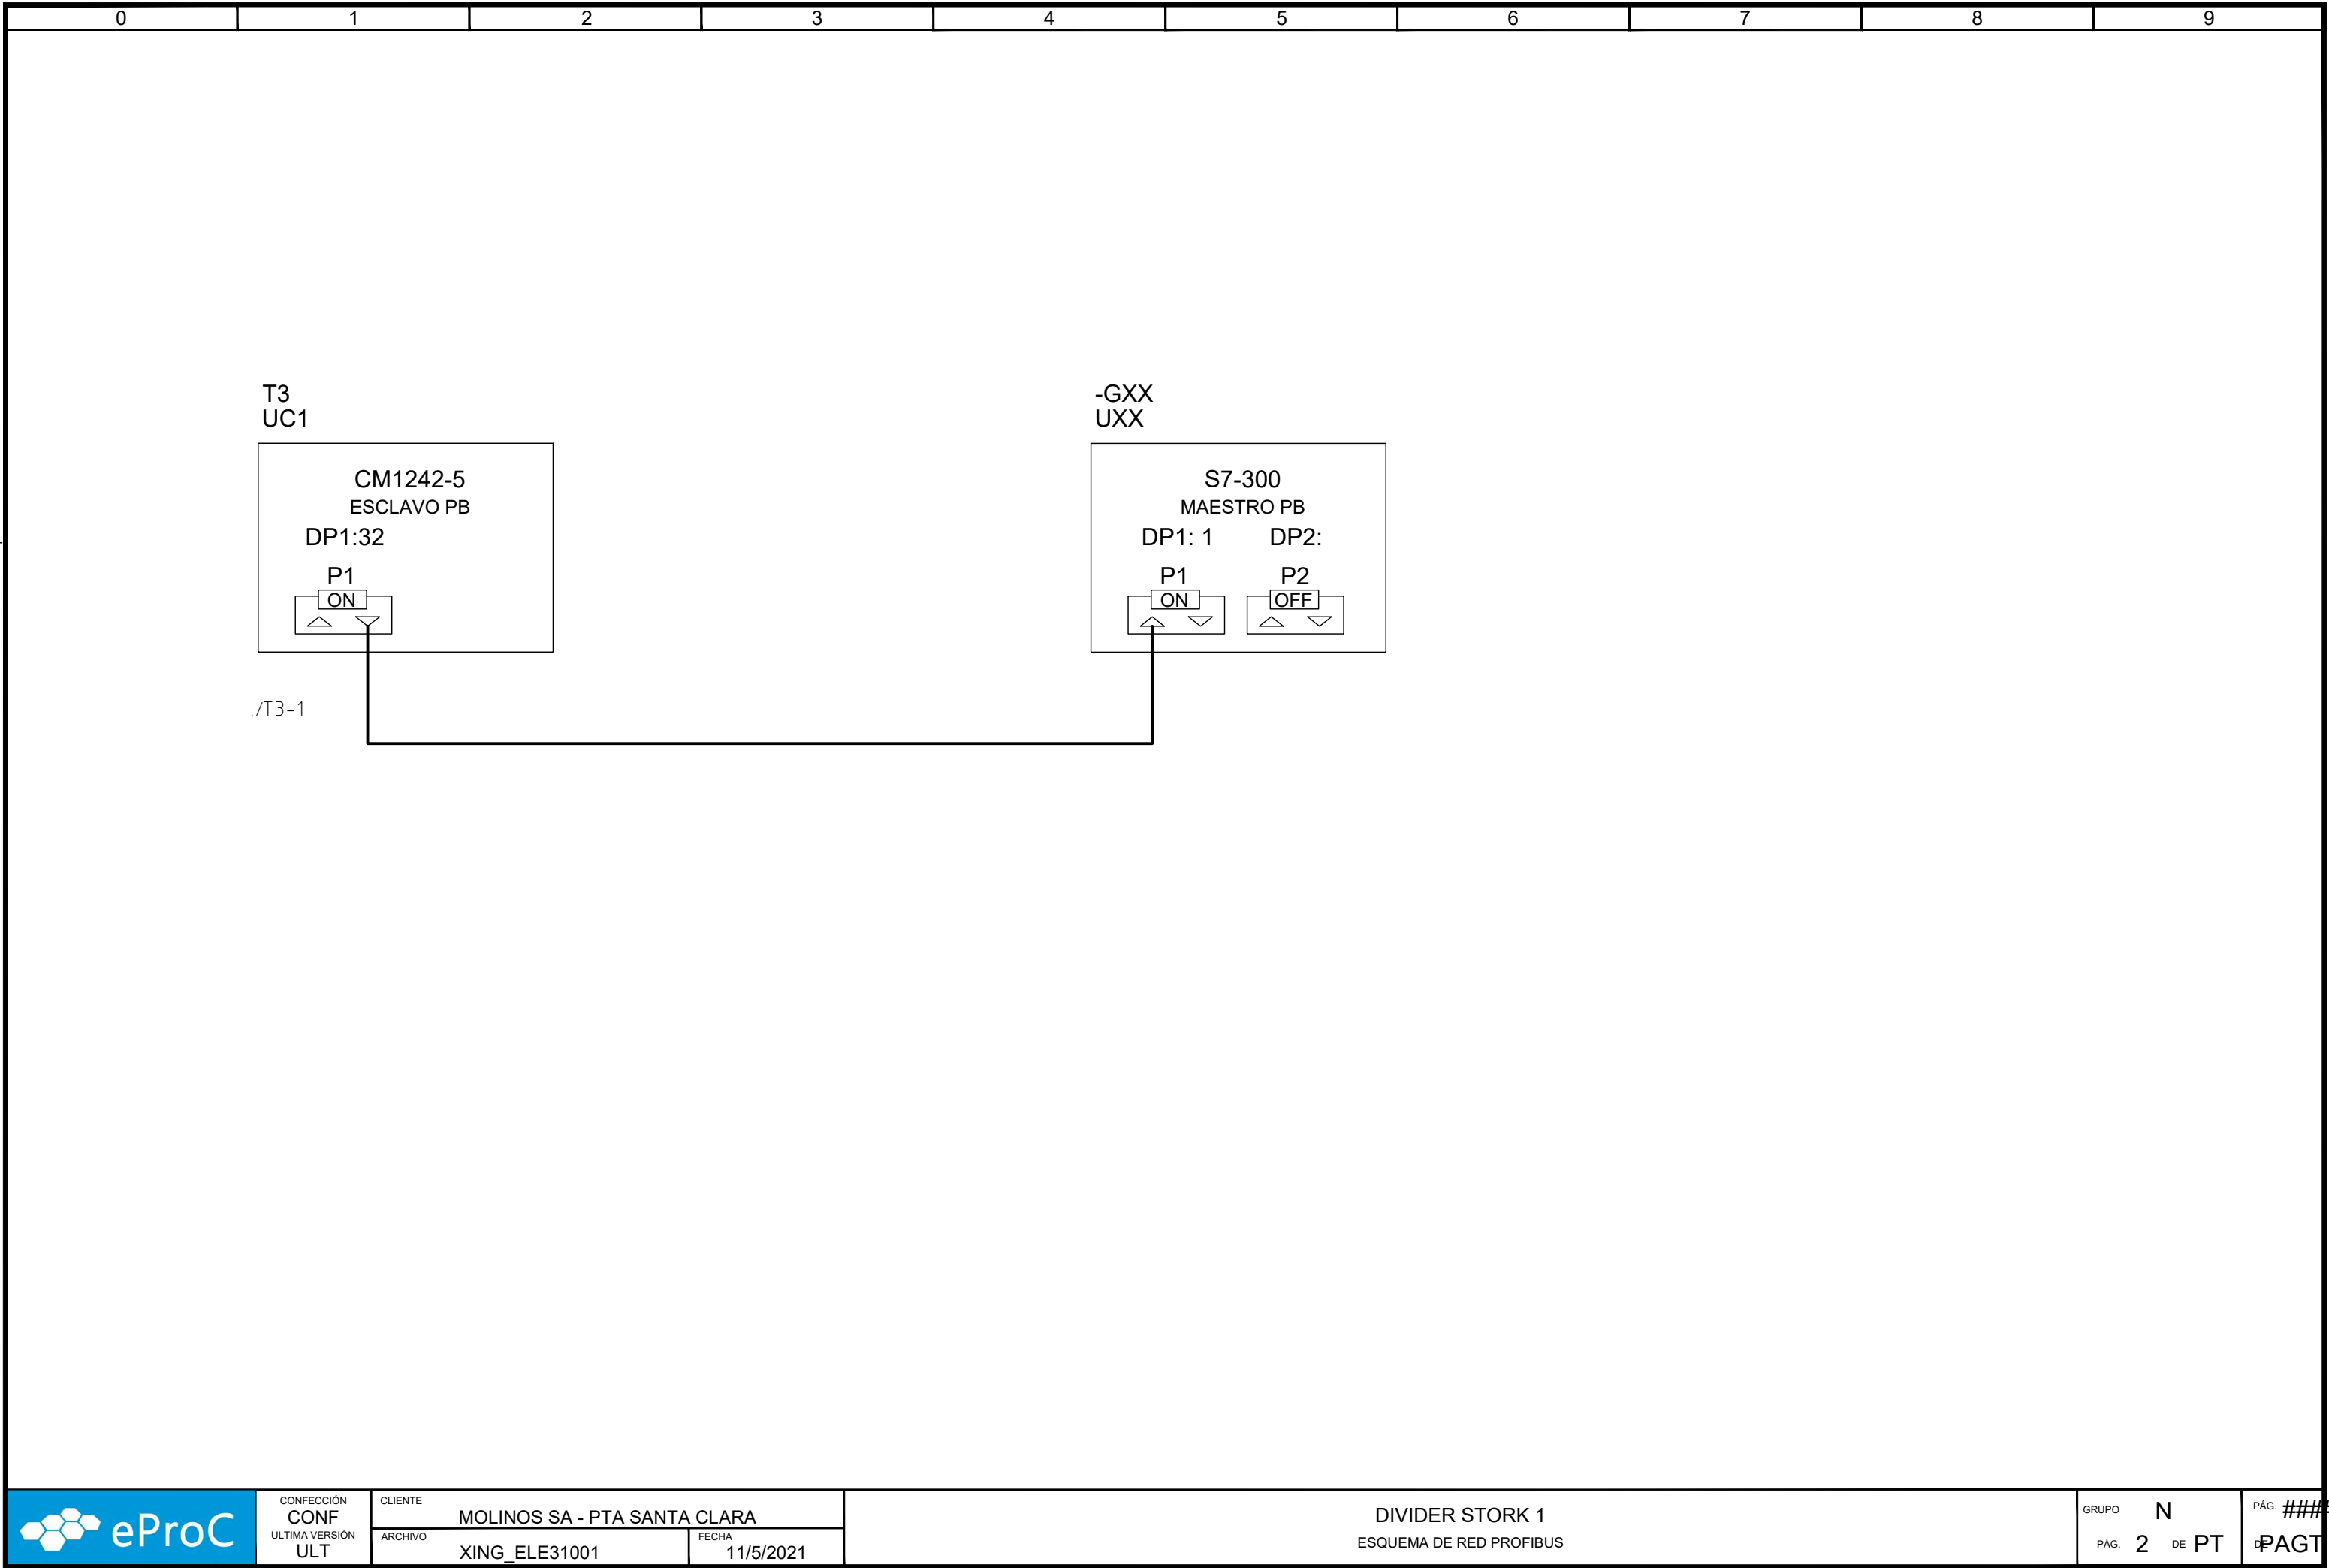 0 1 2 3 4 5 6 7 8 9
T3
UC1
CM1242-5
ESCLAVO PB
DP1:32
P1
ON
./T3-1
-GXX
UXX
S7-300
MAESTRO PB
DP1: 1 DP2:
P1 P2
ON OFF
eProC
CONFECCIÓN
CONF
ULTIMA VERSIÓN
ULT
CLIENTE
MOLINOS SA - PTA SANTA CLARA
ARCHIVO
XING_ELE31001
FECHA
11/5/2021
DIVIDER STORK 1
ESQUEMA DE RED PROFIBUS
GRUPO N
PÁG. 2 DE PT
PÁG. ####
DE PAGT